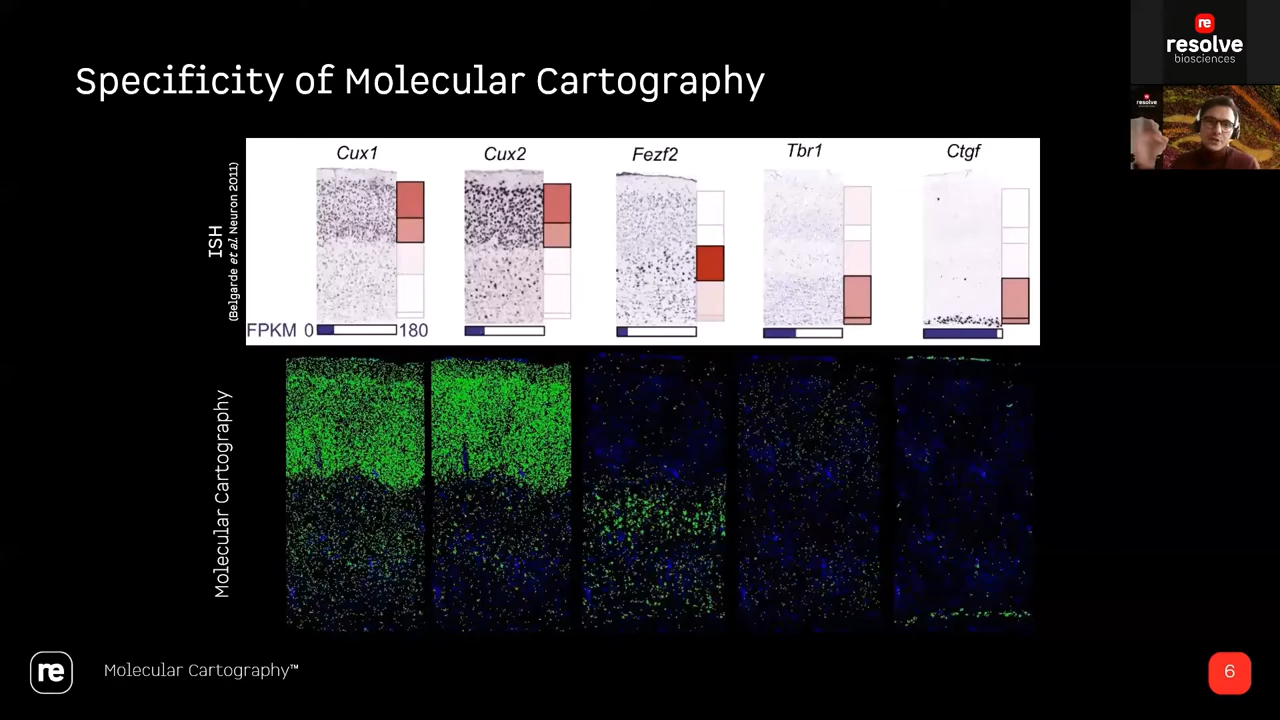 Specificity of Molecular Cartography
re
resolve
biosciences
resolve
Cux1
Cux2
Fezf2
Tbr1
Ctgf
ISH
(Belgarde et al. Neuron 2011)
FPKM 0
180
Molecular Cartography
re
Molecular Cartography™
6